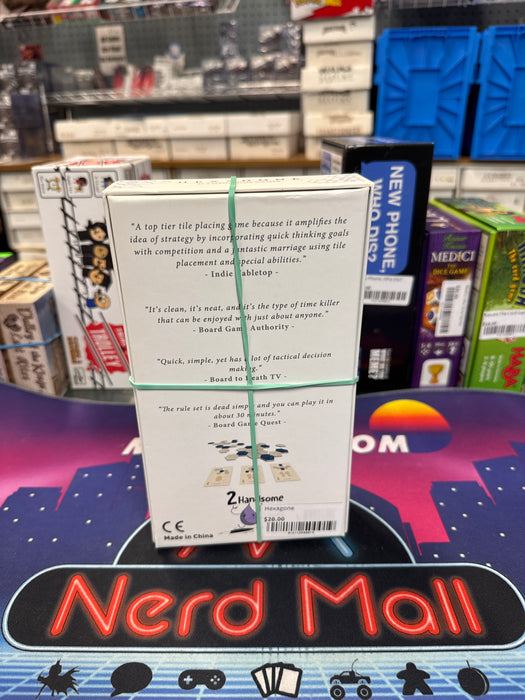 "A top tier tile placing game because it amplifies the
idea of strategy by incorporating quick thinking goals
with competition and a fantastic marriage using tile
placement and special abilities."
- Indie Tabletop -
"It's clean, it's neat, and it's the type of time killer
that can be enjoyed with just about anyone."
- Board Game Authority -
"Quick, simple, yet has a lot of tactical decision
making."
- Board to Death TV -
"The rule set is dead simple and you can play it in
about 30 minutes."
- Board Game Quest -
2 Handsome
Hexagone
$20.00
CE
Made in China
NEW PHONE,
WHO DIS?
MEDICI
THE DICE GAME
HABA
TRIAL BY
TROLLEY
M
OM
Nerd Mall